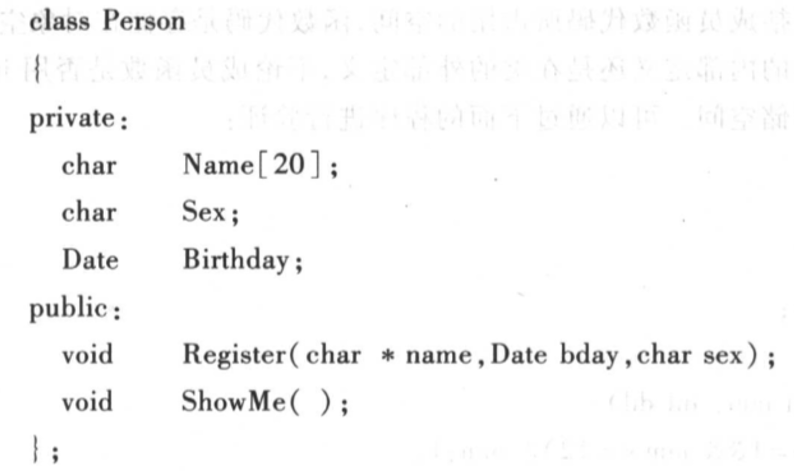 class Person
{
private:
char Name[20];
char Sex;
Date Birthday;
public:
void Register( char * name,Date bday,char sex);
void ShowMe( );
};